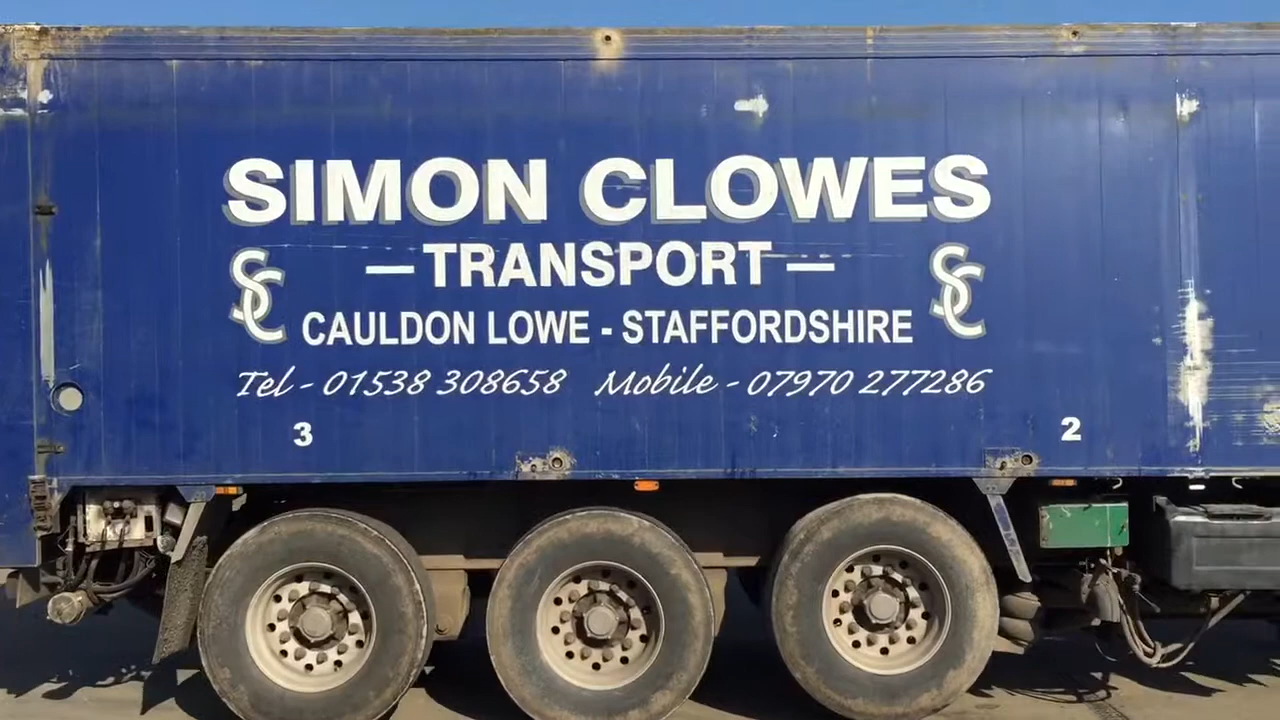 SIMON CLOWES
— TRANSPORT —
SC SC
CAULDON LOWE - STAFFORDSHIRE
Tel - 01538 308658 Mobile - 07970 277286
3 2